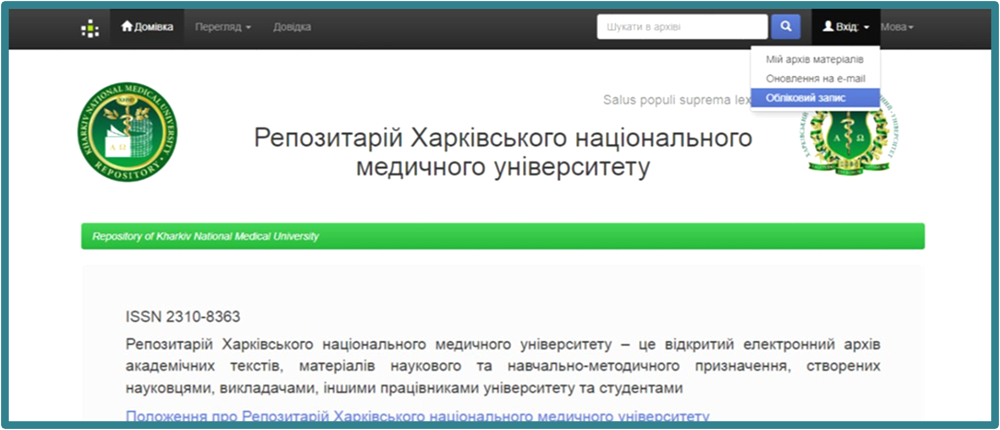 Домівка Перегляд Довідка Шукати в архіві Вхід: Мова
Мій архів матеріалів
Оновлення на e-mail
Обліковий запис
Salus populi suprema lex
KHARKIV NATIONAL MEDICAL UNIVERSITY
Α Ω
REPOSITORY
Репозитарій Харківського національного
медичного університету
ХАРКІВСЬКИЙ УНІВЕРСИТЕТ
Α Ω
Repository of Kharkiv National Medical University
ISSN 2310-8363
Репозитарій Харківського національного медичного університету – це відкритий електронний архів
академічних текстів, матеріалів наукового та навчально-методичного призначення, створених
науковцями, викладачами, іншими працівниками університету та студентами
Положення про Репозитарій Харківського національного медичного університету